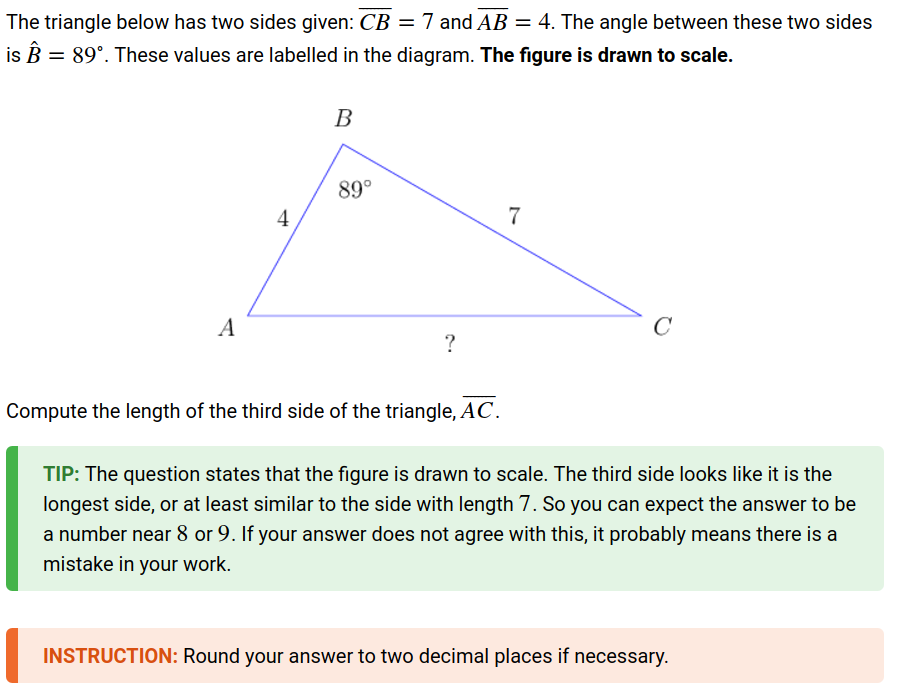 The triangle below has two sides given: \(\overline{CB} = 7\) and \(\overline{AB} = 4\). The angle between these two sides
is \(\hat{B} = 89^\circ\). These values are labelled in the diagram. The figure is drawn to scale.
B
89°
4
7
A
C
?
Compute the length of the third side of the triangle, \(\overline{AC}\).
TIP: The question states that the figure is drawn to scale. The third side looks like it is the
longest side, or at least similar to the side with length 7. So you can expect the answer to be
a number near 8 or 9. If your answer does not agree with this, it probably means there is a
mistake in your work.
INSTRUCTION: Round your answer to two decimal places if necessary.